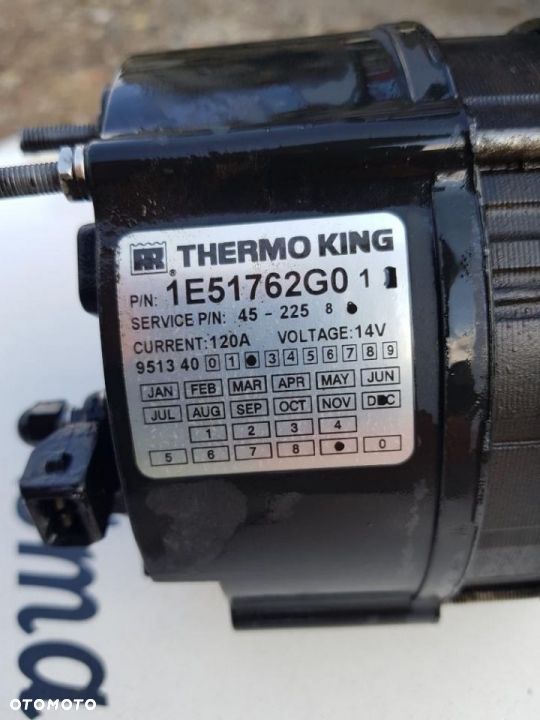 ® THERMO KING
P/N: 1E51762G0 1
SERVICE P/N: 45 - 225 8
CURRENT:120A VOLTAGE:14V
9513 40 0 1 3 4 5 6 7 8 9
JAN FEB MAR APR MAY JUN
JUL AUG SEP OCT NOV DEC
1 2 3 4
5 6 7 8 0
ma
OTOMOTO